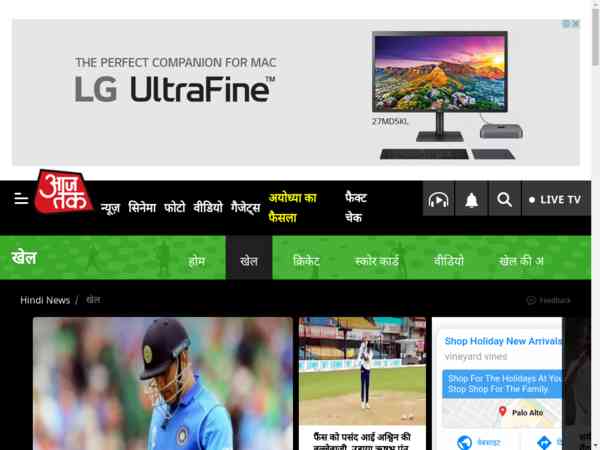 THE PERFECT COMPANION FOR MAC
LG UltraFine™
27MD5KL
आज तक
न्यूज़ सिनेमा फोटो वीडियो गैजेट्स अयोध्या का फैसला फैक्ट चेक
LIVE TV
खेल
होम खेल क्रिकेट स्कोर कार्ड वीडियो खेल की अ
Hindi News / खेल
Feedback
फैंस को पसंद आई अश्विन की
Shop Holiday New Arrivals
vineyard vines
Shop For The Holidays At You
Stop Shop For The Family.
Palo Alto
वेबसाइट